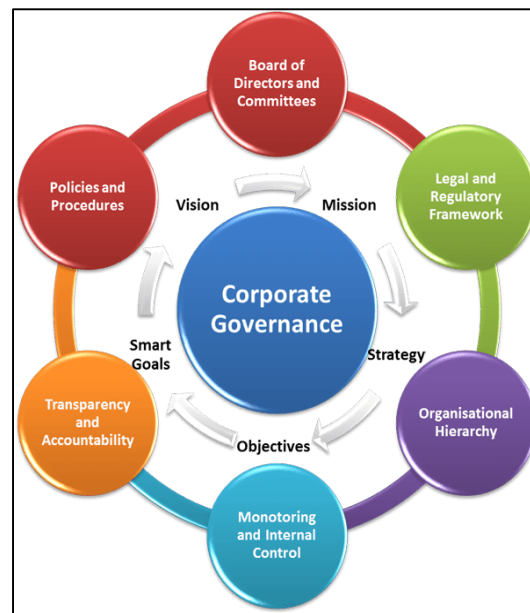 Board of
Directors and
Committees
Policies and
Procedures
Legal and
Regulatory
Framework
Vision
Mission
Corporate
Governance
Smart
Goals
Strategy
Transparency
and
Accountability
Organisational
Hierarchy
Objectives
Monotoring
and Internal
Control